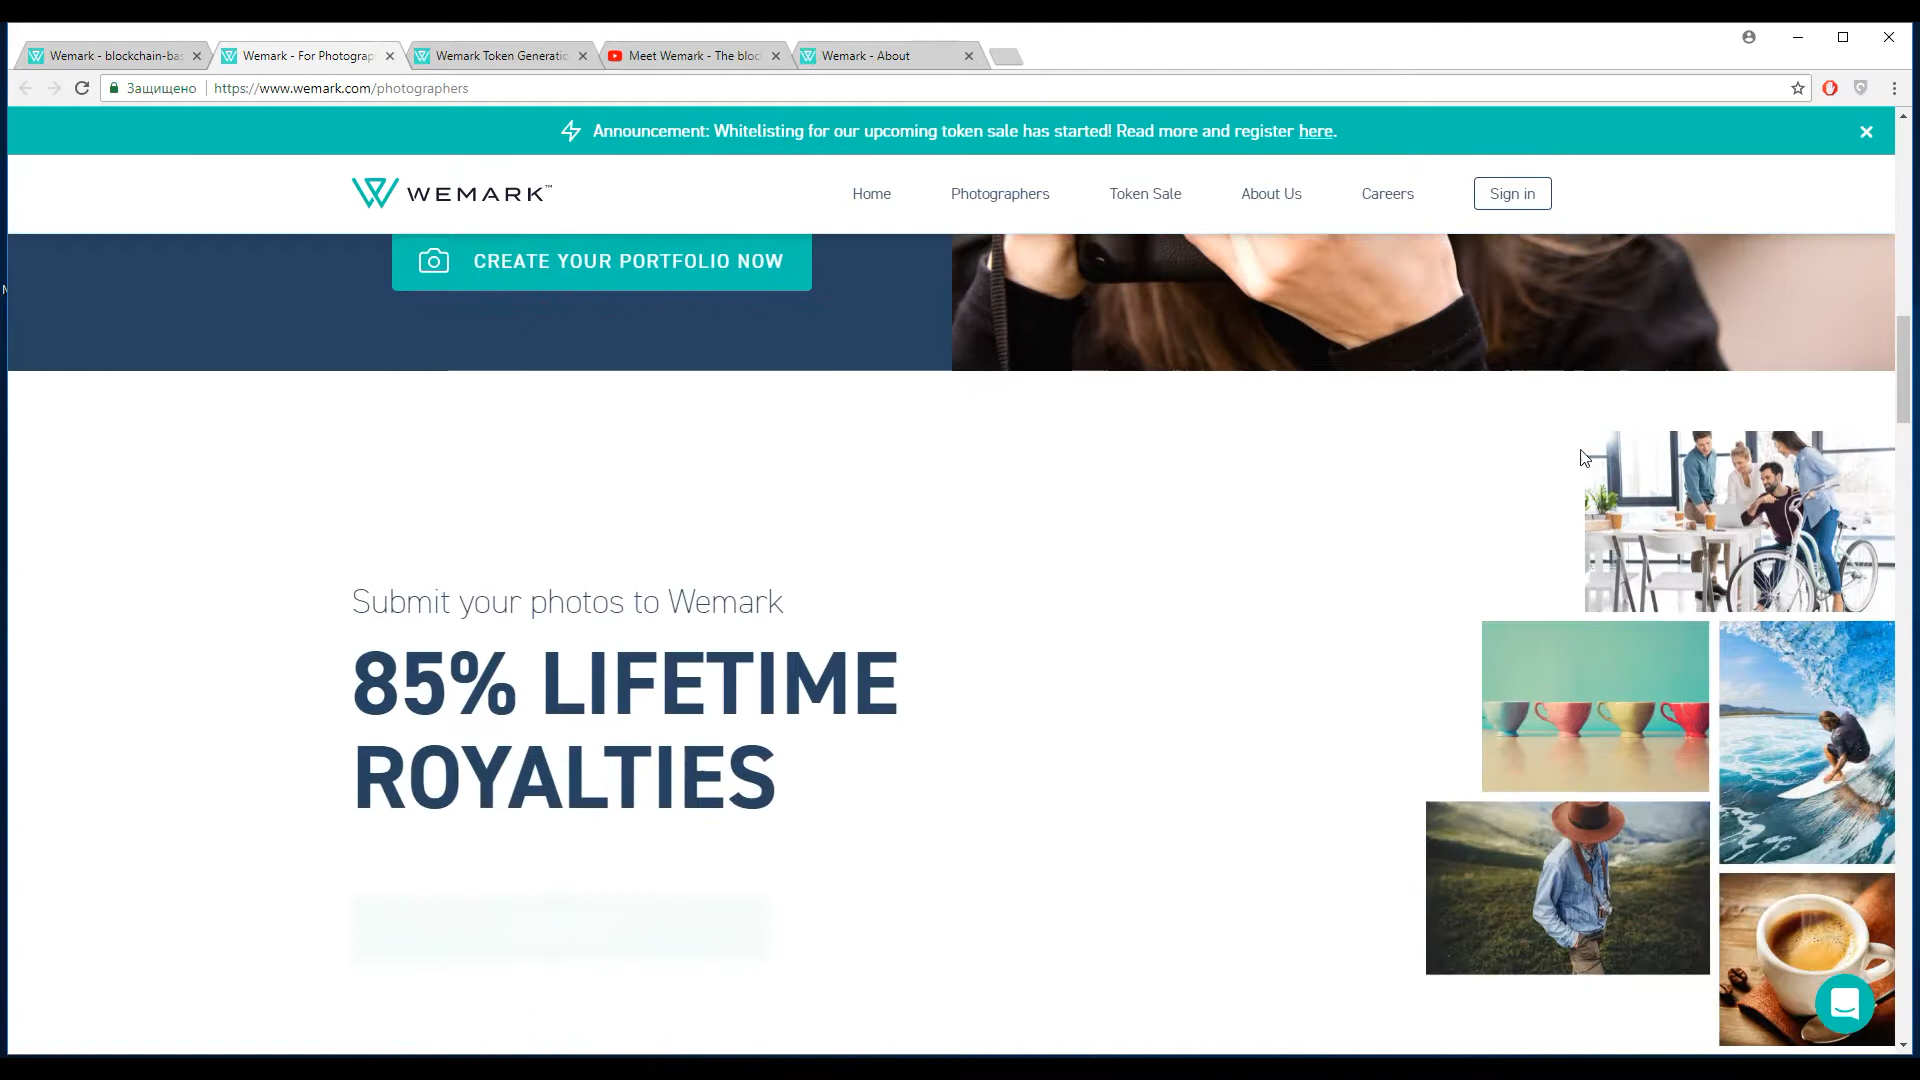 Wemark - blockchain-bas
Wemark - For Photograp
Wemark Token Generatio
Meet Wemark - The bloc
Wemark - About
Защищено
https://www.wemark.com/photographers
Announcement: Whitelisting for our upcoming token sale has started! Read more and register here.
WEMARK™
Home
Photographers
Token Sale
About Us
Careers
Sign in
CREATE YOUR PORTFOLIO NOW
Submit your photos to Wemark
85% LIFETIME
ROYALTIES